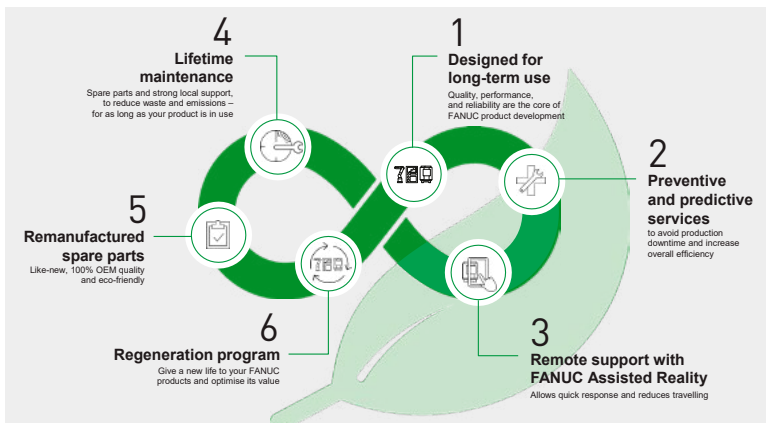 1
Designed for
long-term use
Quality, performance,
and reliability are the core of
FANUC product development
2
Preventive
and predictive
services
to avoid production
downtime and increase
overall efficiency
3
Remote support with
FANUC Assisted Reality
Allows quick response and reduces travelling
4
Lifetime
maintenance
Spare parts and strong local support,
to reduce waste and emissions –
for as long as your product is in use
5
Remanufactured
spare parts
Like-new, 100% OEM quality
and eco-friendly
6
Regeneration program
Give a new life to your FANUC
products and optimise its value